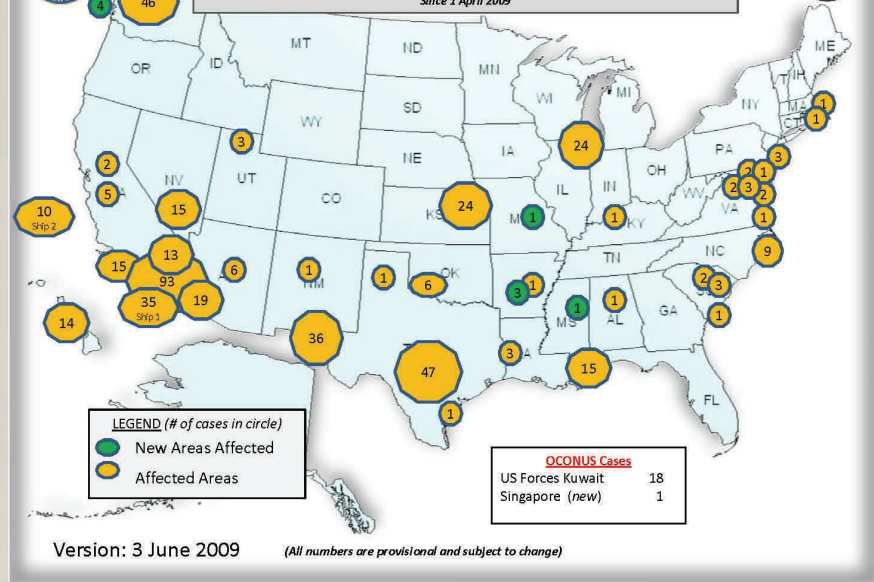 Since 1 April 2009
4
46
ME
MT
ND
MN
VT
NH
OR
ID
WI
MI
NY
MA
1
SD
CT
1
WY
3
24
IA
PA
3
NE
2
NV
UT
OH
2
1
5
CO
IL
IN
WV
2
3
2
10
Ship 2
15
24
KS
1
1
KY
VA
1
13
TN
NC
9
15
93
6
1
NM
1
OK
6
1
3
2
3
35
Ship 1
19
1
MS
1
AL
GA
1
14
36
47
3
15
1
FL
LEGEND (# of cases in circle)
New Areas Affected
Affected Areas
OCONUS Cases
US Forces Kuwait 18
Singapore (new) 1
Version: 3 June 2009 (All numbers are provisional and subject to change)